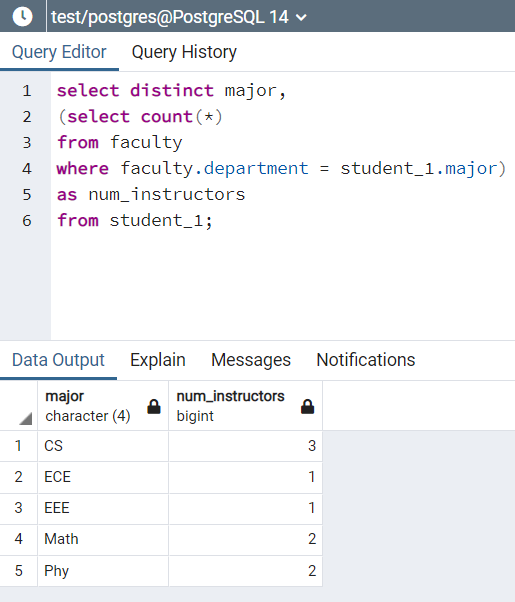 test/postgres@PostgreSQL 14
Query Editor Query History
1 select distinct major,
2 (select count(*)
3 from faculty
4 where faculty.department = student_1.major)
5 as num_instructors
6 from student_1;
Data Output Explain Messages Notifications
major num_instructors
character (4) bigint
1 CS 3
2 ECE 1
3 EEE 1
4 Math 2
5 Phy 2